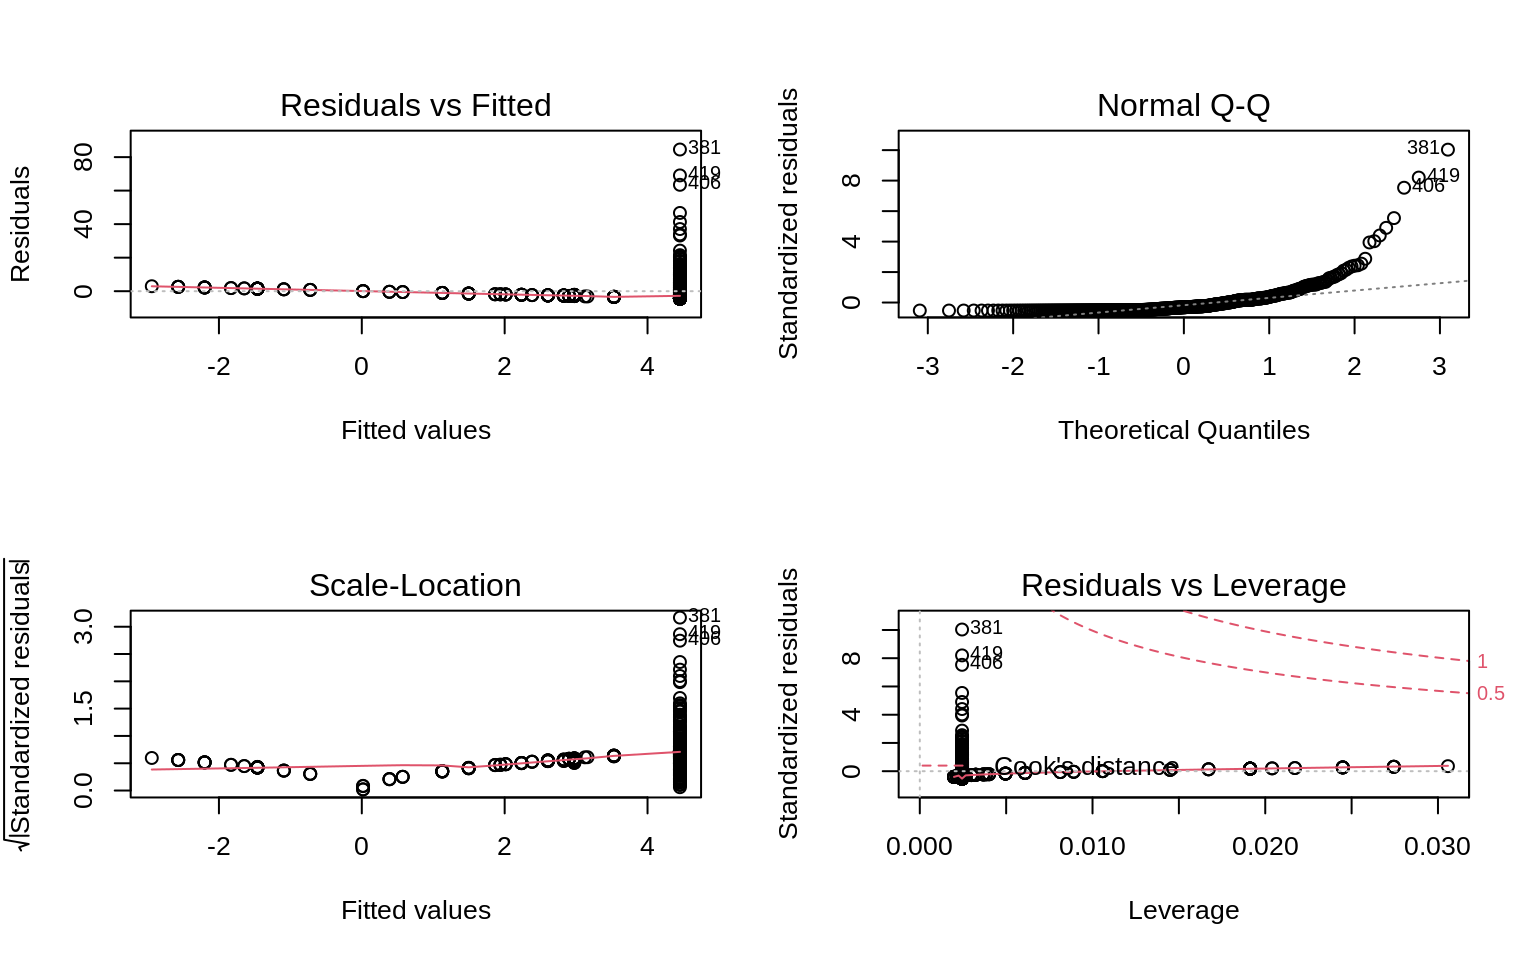 Residuals vs Fitted
Residuals
80
40
0
381
419
406
-2 0 2 4
Fitted values
Normal Q-Q
Standardized residuals
8
4
0
381
419
406
-3 -2 -1 0 1 2 3
Theoretical Quantiles
Scale-Location
√|Standardized residuals|
3.0
1.5
0.0
381
419
406
-2 0 2 4
Fitted values
Residuals vs Leverage
Standardized residuals
8
4
0
381
419
406
1
0.5
Cook's distance
0.000 0.010 0.020 0.030
Leverage